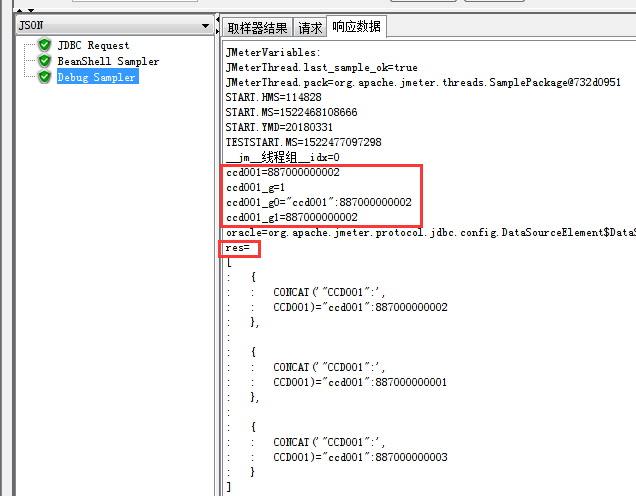 JSON
取样器结果 请求 响应数据
JDBC Request
BeanShell Sampler
Debug Sampler
JMeterVariables:
JMeterThread.last_sample_ok=true
JMeterThread.pack=org.apache.jmeter.threads.SamplePackage@732d0951
START.HMS=114828
START.MS=1522468108666
START.YMD=20180331
TESTSTART.MS=1522477097298
__jm__线程组__idx=0
ccd001=887000000002
ccd001_g=1
ccd001_g0="ccd001":887000000002
ccd001_g1=887000000002
oracle=org.apache.jmeter.protocol.jdbc.config.DataSourceElement$DataS
res=
[
:   {
:   :   CONCAT('"CCD001":',
:   :   CCD001)="ccd001":887000000002
:   },
:
:   {
:   :   CONCAT('"CCD001":',
:   :   CCD001)="ccd001":887000000001
:   },
:
:   {
:   :   CONCAT('"CCD001":',
:   :   CCD001)="ccd001":887000000003
:   }
]